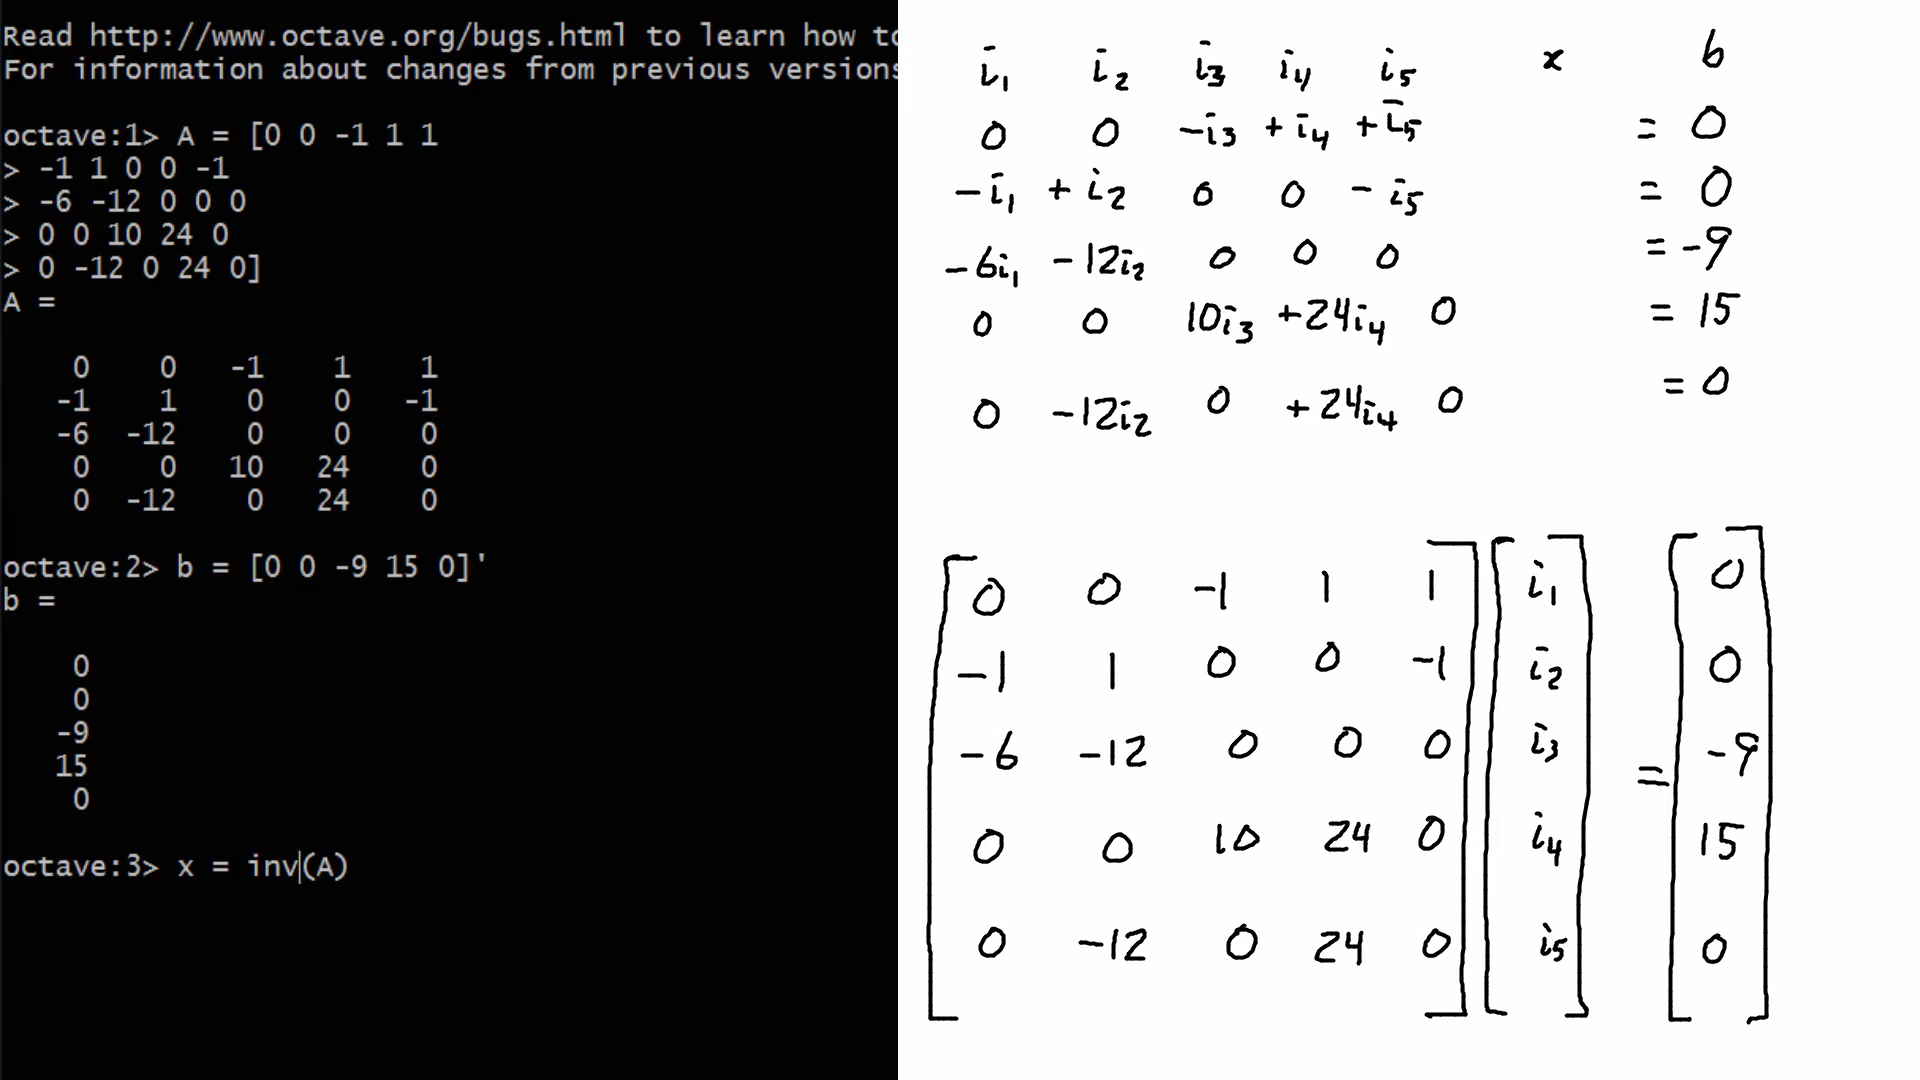 Read http://www.octave.org/bugs.html to learn how to
For information about changes from previous versions
octave:1> A = [0 0 -1 1 1
> -1 1 0 0 -1
> -6 -12 0 0 0
> 0 0 10 24 0
> 0 -12 0 24 0]
A =
0 0 -1 1 1
-1 1 0 0 -1
-6 -12 0 0 0
0 0 10 24 0
0 -12 0 24 0
octave:2> b = [0 0 -9 15 0]'
b =
0
0
-9
15
0
octave:3> x = inv(A)
i₁ i₂ i₃ i₄ i₅ x b
0 0 -i₃ + i₄ + i₅ = 0
-i₁ + i₂ 0 0 - i₅ = 0
-6i₁ - 12i₂ 0 0 0 = -9
0 0 10i₃ + 24i₄ 0 = 15
0 -12i₂ 0 + 24i₄ 0 = 0
0 0 -1 1 1 i₁ 0
-1 1 0 0 -1 i₂ 0
-6 -12 0 0 0 i₃ = -9
0 0 10 24 0 i₄ 15
0 -12 0 24 0 i₅ 0